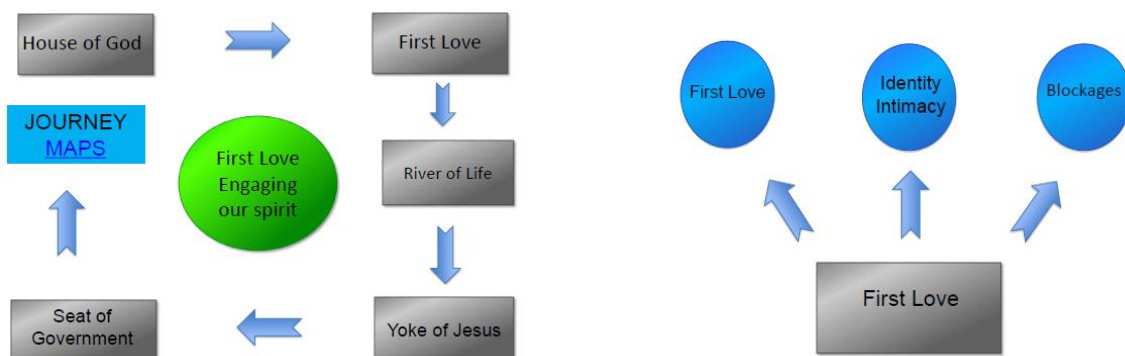 House of God
First Love
JOURNEY
MAPS
First Love
Engaging
our spirit
River of Life
Seat of
Government
Yoke of Jesus
First Love
Identity
Intimacy
Blockages
First Love